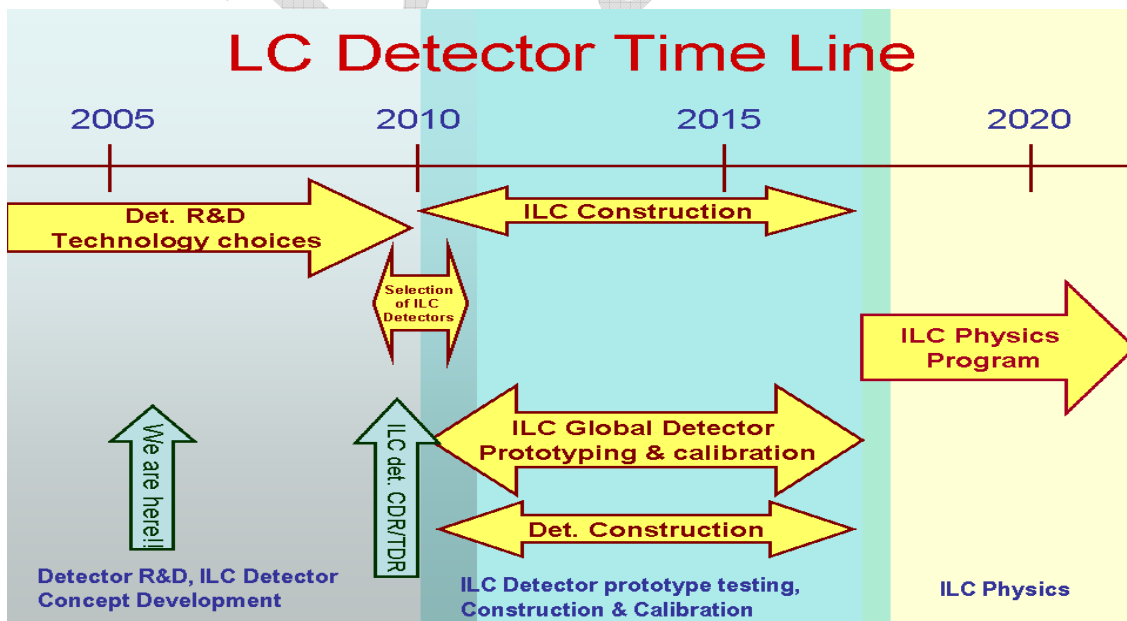 LC Detector Time Line
2005
2010
2015
2020
Det. R&D
Technology choices
ILC Construction
Selection
of ILC
Detectors
ILC Physics
Program
We are here!!
ILC det. CDR/TDR
ILC Global Detector
Prototyping & calibration
Det. Construction
Detector R&D, ILC Detector
Concept Development
ILC Detector prototype testing,
Construction & Calibration
ILC Physics